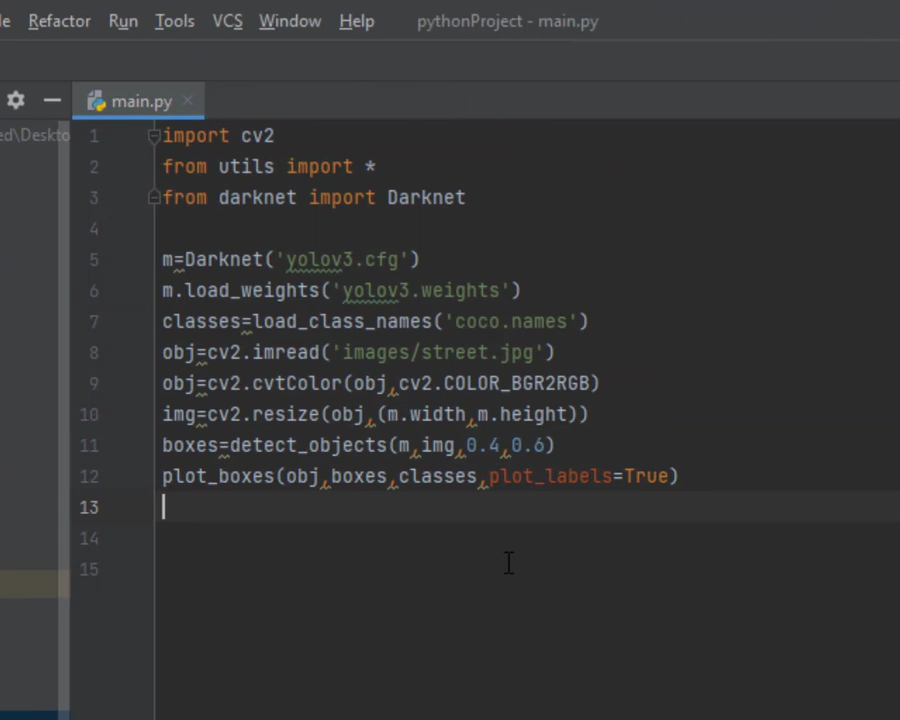 le Refactor Run Tools VCS Window Help pythonProject - main.py
main.py
ed\Deskto
1 import cv2
2 from utils import *
3 from darknet import Darknet
4
5 m=Darknet('yolov3.cfg')
6 m.load_weights('yolov3.weights')
7 classes=load_class_names('coco.names')
8 obj=cv2.imread('images/street.jpg')
9 obj=cv2.cvtColor(obj,cv2.COLOR_BGR2RGB)
10 img=cv2.resize(obj,(m.width,m.height))
11 boxes=detect_objects(m,img,0.4,0.6)
12 plot_boxes(obj,boxes,classes,plot_labels=True)
13
14
15